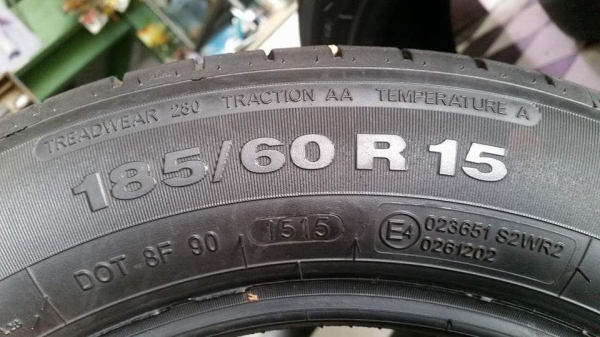 TREADWEAR 280 TRACTION AA TEMPERATURE A
185/60 R 15
DOT 8F 90 1515
E4 023651 S2WR2
0261202